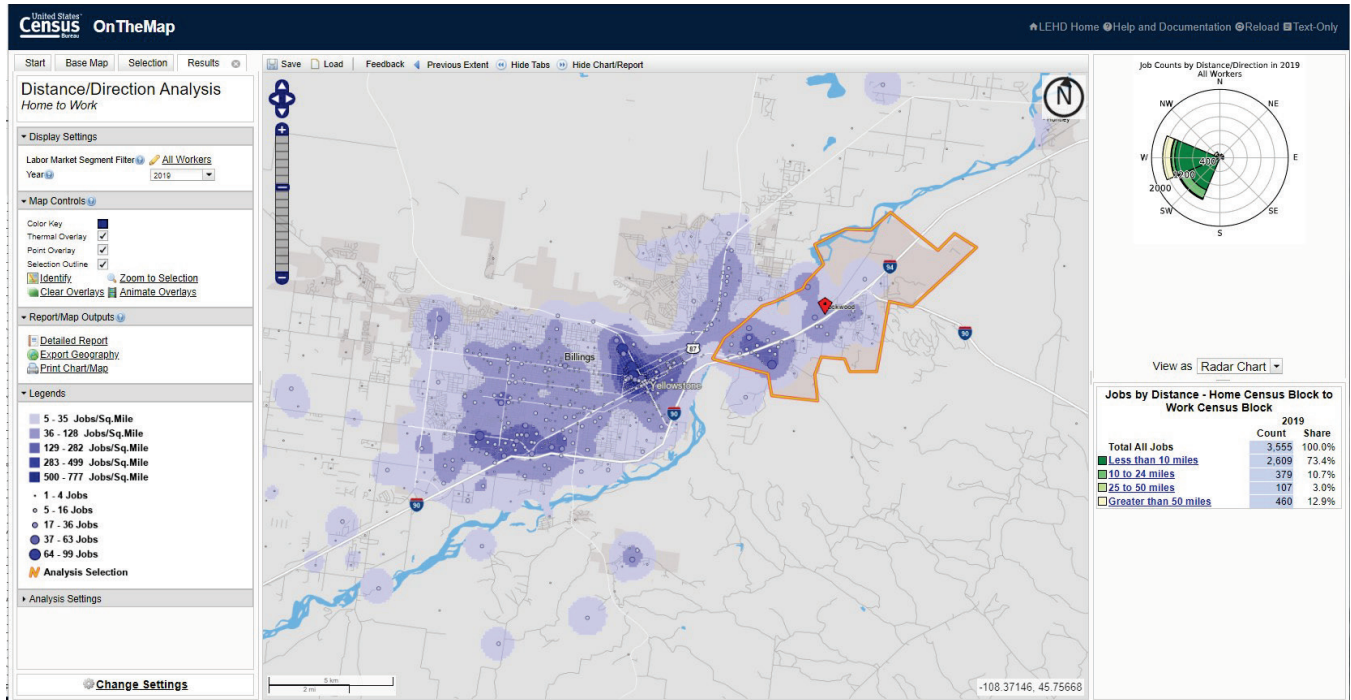 United States®
Census
Bureau
OnTheMap
LEHD Home Help and Documentation Reload Text-Only
Start Base Map Selection Results
Save Load Feedback Previous Extent Hide Tabs Hide Chart/Report
Distance/Direction Analysis
Home to Work
Display Settings
Labor Market Segment Filter All Workers
Year 2019
Map Controls
Color Key
Thermal Overlay
Point Overlay
Selection Outline
Identify Zoom to Selection
Clear Overlays Animate Overlays
Report/Map Outputs
Detailed Report
Export Geography
Print Chart/Map
Legends
5 - 35 Jobs/Sq.Mile
36 - 128 Jobs/Sq.Mile
129 - 282 Jobs/Sq.Mile
283 - 499 Jobs/Sq.Mile
500 - 777 Jobs/Sq.Mile
1 - 4 Jobs
5 - 16 Jobs
17 - 36 Jobs
37 - 63 Jobs
64 - 99 Jobs
Analysis Selection
Analysis Settings
Change Settings
N
94
90
87
Billings
Yellowstone
90
90
5 km
2 mi
-108.37146, 45.75668
Job Counts by Distance/Direction in 2019
All Workers
N
NW NE
W E
400
1200
2000
SW SE
S
View as Radar Chart
Jobs by Distance - Home Census Block to
Work Census Block
2019
Count Share
Total All Jobs 3,555 100.0%
Less than 10 miles 2,609 73.4%
10 to 24 miles 379 10.7%
25 to 50 miles 107 3.0%
Greater than 50 miles 460 12.9%